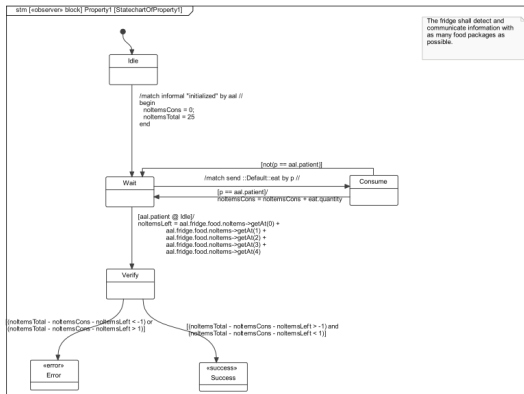 stm [«observer» block] Property1 [StatechartOfProperty1]
The fridge shall detect and
communicate information with
as many food packages as
possible.
Idle
/match informal "initialized" by aal //
begin
noItemsCons = 0;
noItemsTotal = 25
end
[not(p == aal.patient)]
/match send ::Default::eat by p //
Wait
Consume
[p == aal.patient]/
noItemsCons = noItemsCons + eat.quantity
[aal.patient @ Idle]/
noItemsLeft = aal.fridge.food.noItems->getAt(0) +
aal.fridge.food.noItems->getAt(1) +
aal.fridge.food.noItems->getAt(2) +
aal.fridge.food.noItems->getAt(3) +
aal.fridge.food.noItems->getAt(4)
Verify
[(noItemsTotal - noItemsCons - noItemsLeft < -1) or
(noItemsTotal - noItemsCons - noItemsLeft > 1)]
[(noItemsTotal - noItemsCons - noItemsLeft > -1) and
(noItemsTotal - noItemsCons - noItemsLeft < 1)]
«error»
Error
«success»
Success